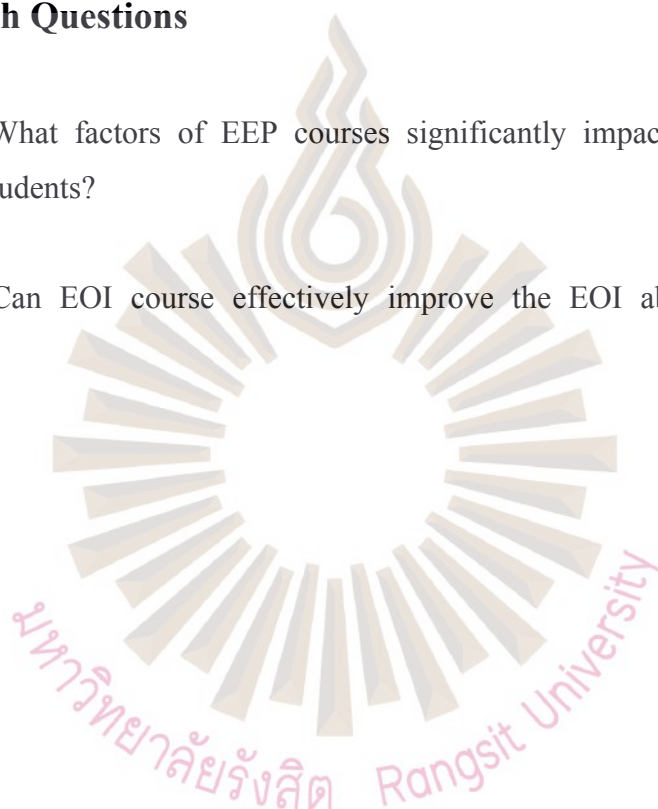 h Questions
What factors of EEP courses significantly impac
udents?
Can EOI course effectively improve the EOI ab
มหาวิทยาลัยรังสิต Rangsit University